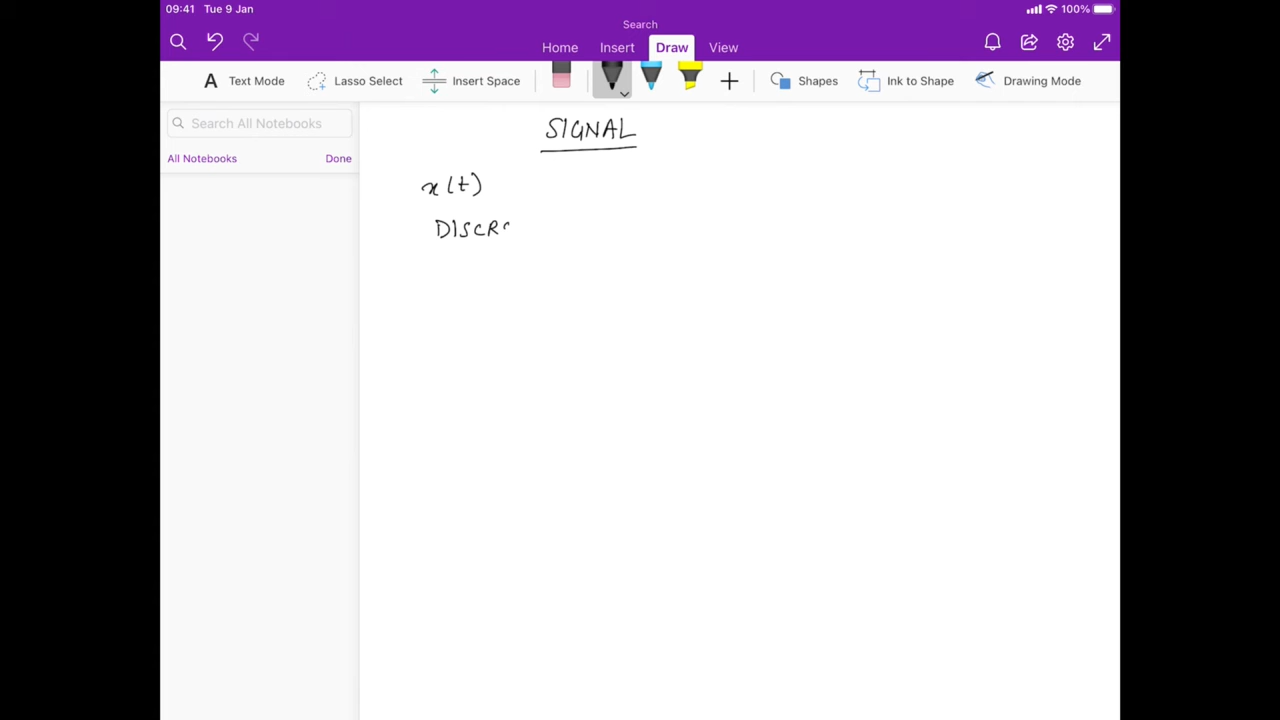 09:41 Tue 9 Jan
100%
Search
Home Insert Draw View
Text Mode Lasso Select Insert Space Shapes Ink to Shape Drawing Mode
Search All Notebooks
All Notebooks Done
SIGNAL
x(t)
DISCR